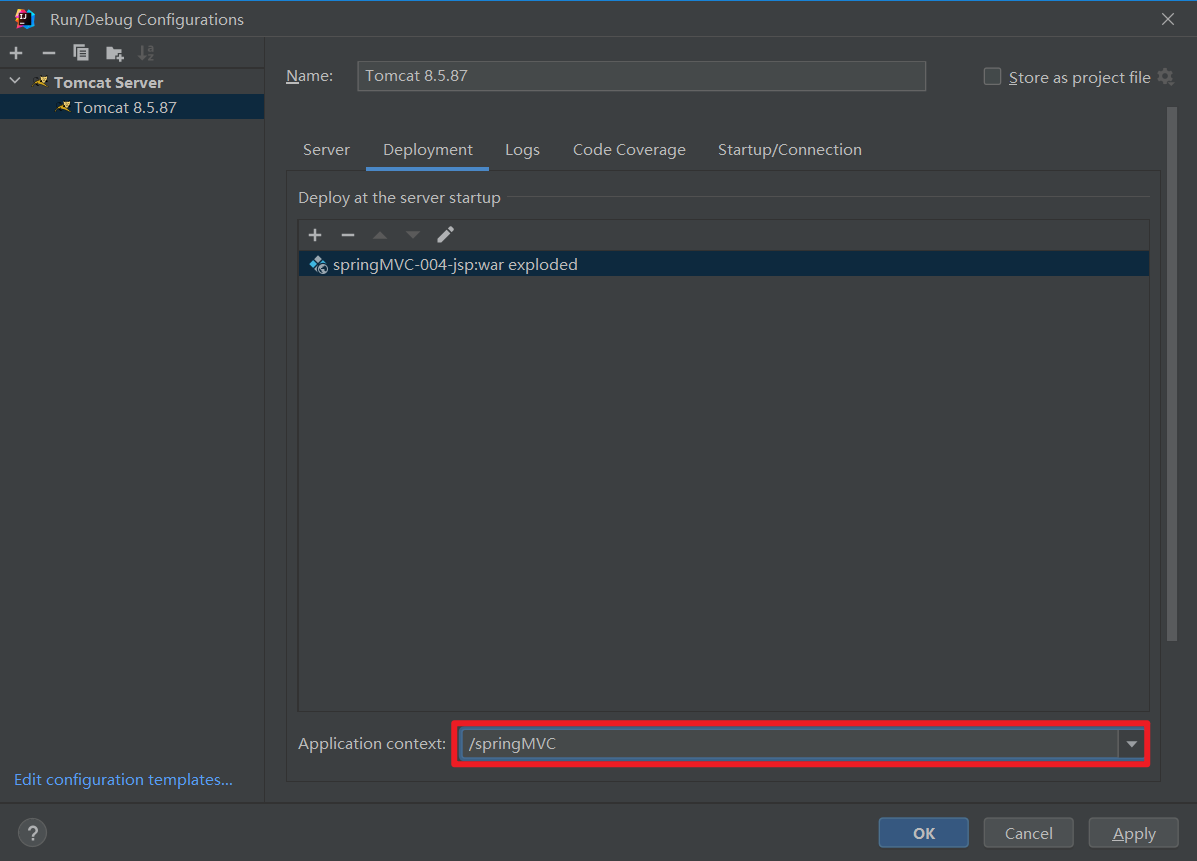 Run/Debug Configurations
Tomcat Server
Tomcat 8.5.87
Edit configuration templates...
Name: Tomcat 8.5.87 Store as project file
Server Deployment Logs Code Coverage Startup/Connection
Deploy at the server startup
springMVC-004-jsp:war exploded
Application context: /springMVC
? OK Cancel Apply